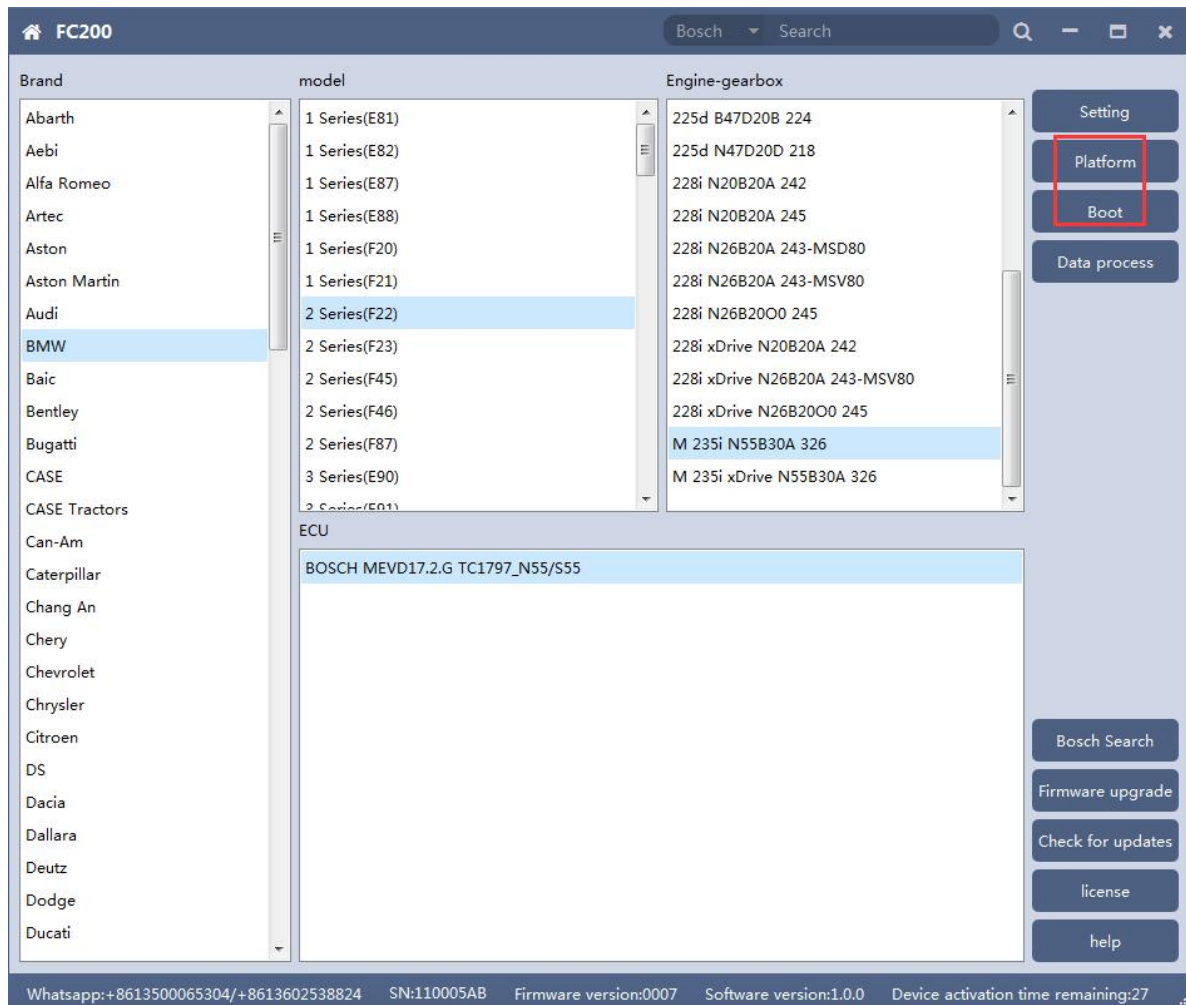 FC200
Bosch
Search
Brand
Abarth
Aebi
Alfa Romeo
Artec
Aston
Aston Martin
Audi
BMW
Baic
Bentley
Bugatti
CASE
CASE Tractors
Can-Am
Caterpillar
Chang An
Chery
Chevrolet
Chrysler
Citroen
DS
Dacia
Dallara
Deutz
Dodge
Ducati
model
1 Series(E81)
1 Series(E82)
1 Series(E87)
1 Series(E88)
1 Series(F20)
1 Series(F21)
2 Series(F22)
2 Series(F23)
2 Series(F45)
2 Series(F46)
2 Series(F87)
3 Series(E90)
3 Series(E91)
Engine-gearbox
225d B47D20B 224
225d N47D20D 218
228i N20B20A 242
228i N20B20A 245
228i N26B20A 243-MSD80
228i N26B20A 243-MSV80
228i N26B20O0 245
228i xDrive N20B20A 242
228i xDrive N26B20A 243-MSV80
228i xDrive N26B20O0 245
M 235i N55B30A 326
M 235i xDrive N55B30A 326
ECU
BOSCH MEVD17.2.G TC1797_N55/S55
Setting
Platform
Boot
Data process
Bosch Search
Firmware upgrade
Check for updates
license
help
Whatsapp:+8613500065304/+8613602538824 SN:110005AB Firmware version:0007 Software version:1.0.0 Device activation time remaining:27